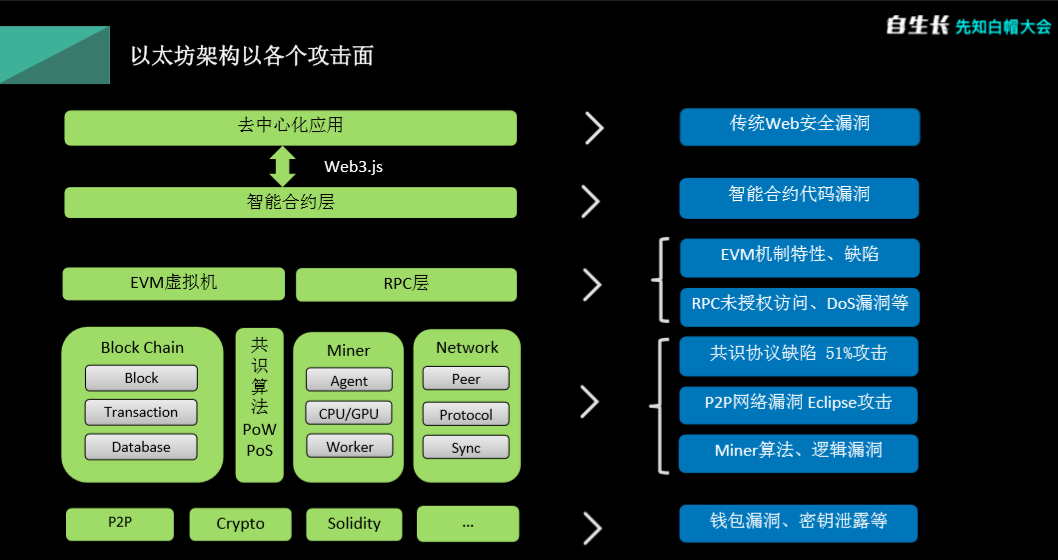 自生长 先知白帽大会
以太坊架构以各个攻击面
去中心化应用
传统Web安全漏洞
Web3.js
智能合约层
智能合约代码漏洞
EVM虚拟机
RPC层
EVM机制特性、缺陷
RPC未授权访问、DoS漏洞等
Block Chain
Block
Transaction
Database
共
识
算
法
PoW
PoS
Miner
Agent
CPU/GPU
Worker
Network
Peer
Protocol
Sync
共识协议缺陷 51%攻击
P2P网络漏洞 Eclipse攻击
Miner算法、逻辑漏洞
P2P
Crypto
Solidity
...
钱包漏洞、密钥泄露等